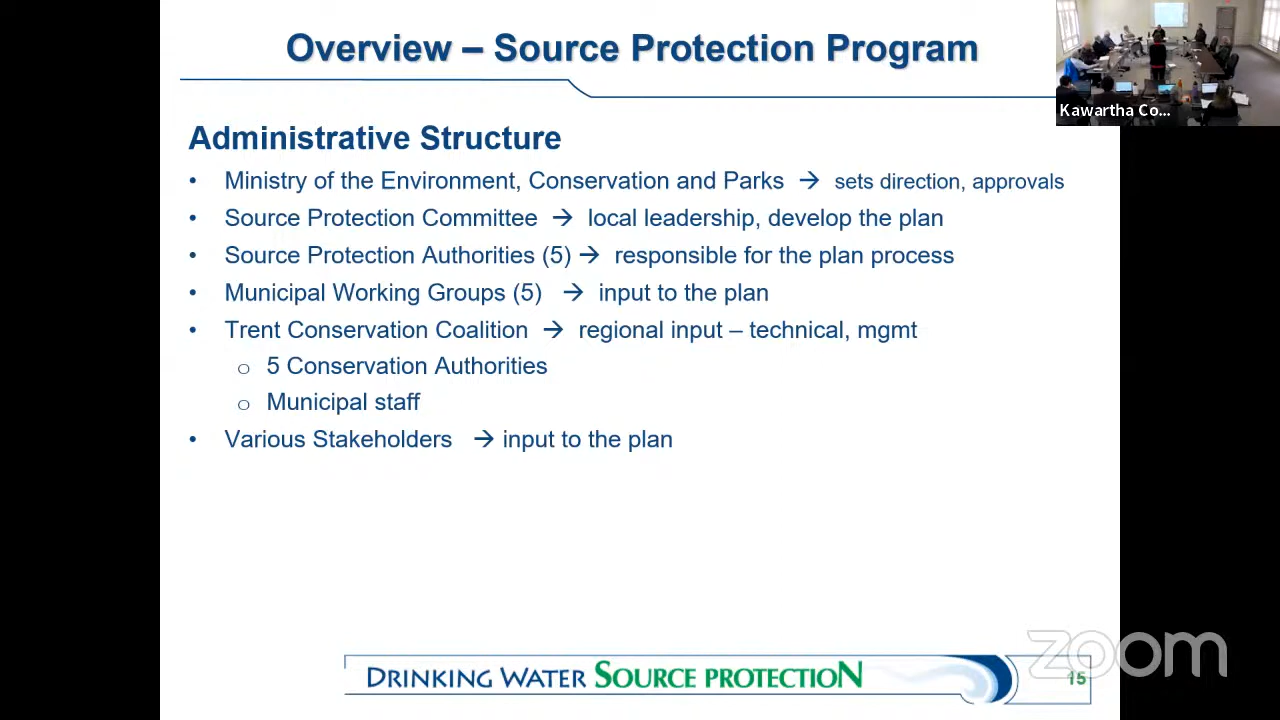 Overview – Source Protection Program
Kawartha Co...
Administrative Structure
• Ministry of the Environment, Conservation and Parks → sets direction, approvals
• Source Protection Committee → local leadership, develop the plan
• Source Protection Authorities (5) → responsible for the plan process
• Municipal Working Groups (5) → input to the plan
• Trent Conservation Coalition → regional input – technical, mgmt
o 5 Conservation Authorities
o Municipal staff
• Various Stakeholders → input to the plan
zoom
DRINKING WATER SOURCE PROTECTION
15